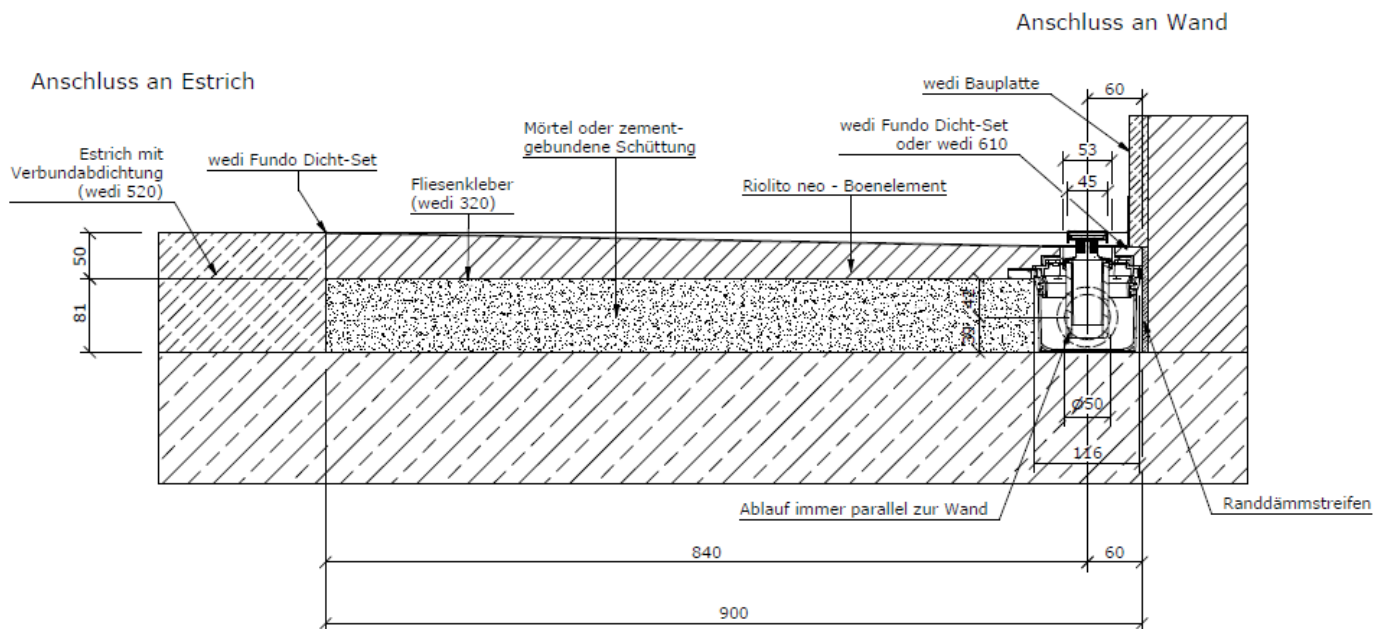 Anschluss an Wand
Anschluss an Estrich
wedi Bauplatte
60
wedi Fundo Dicht-Set
oder wedi 610
53
45
Mörtel oder zement-
gebundene Schüttung
Estrich mit
Verbundabdichtung
(wedi 520)
wedi Fundo Dicht-Set
Fliesenkleber
(wedi 320)
Riolito neo - Boenelement
50
81
39
Ø50
116
Ablauf immer parallel zur Wand
Randdämmstreifen
840
60
900